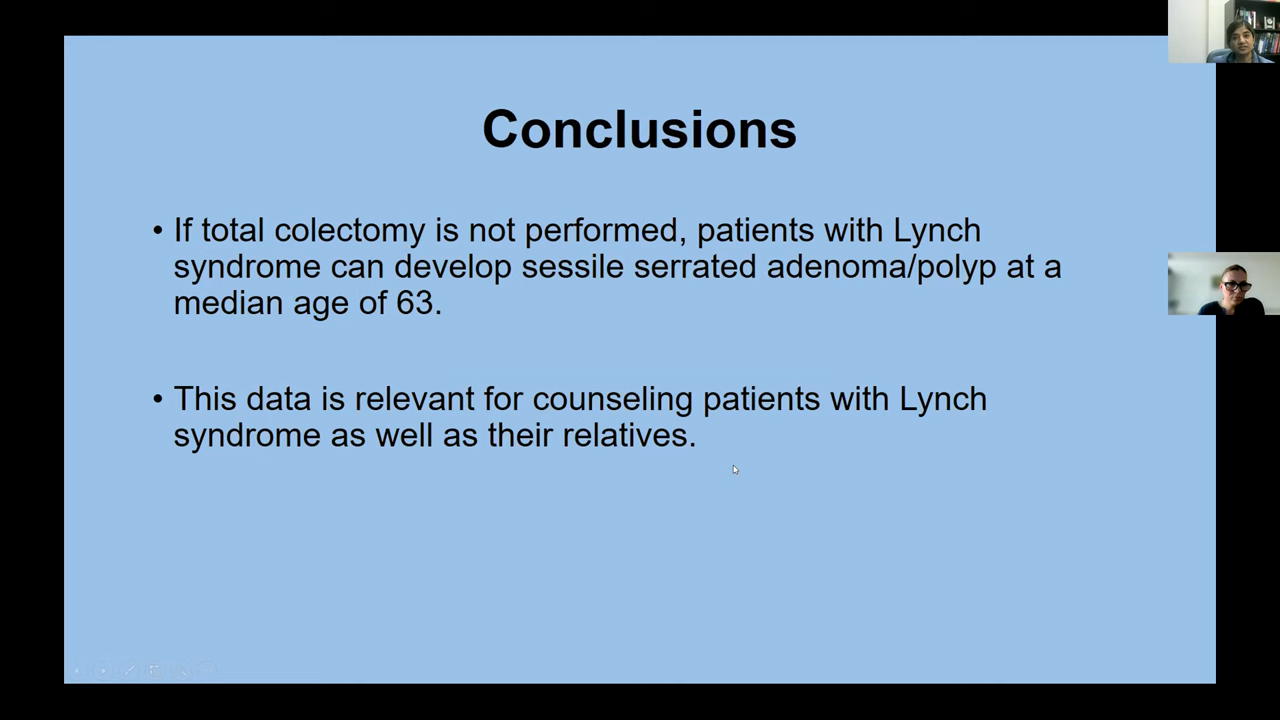 Conclusions
• If total colectomy is not performed, patients with Lynch
syndrome can develop sessile serrated adenoma/polyp at a
median age of 63.
• This data is relevant for counseling patients with Lynch
syndrome as well as their relatives.